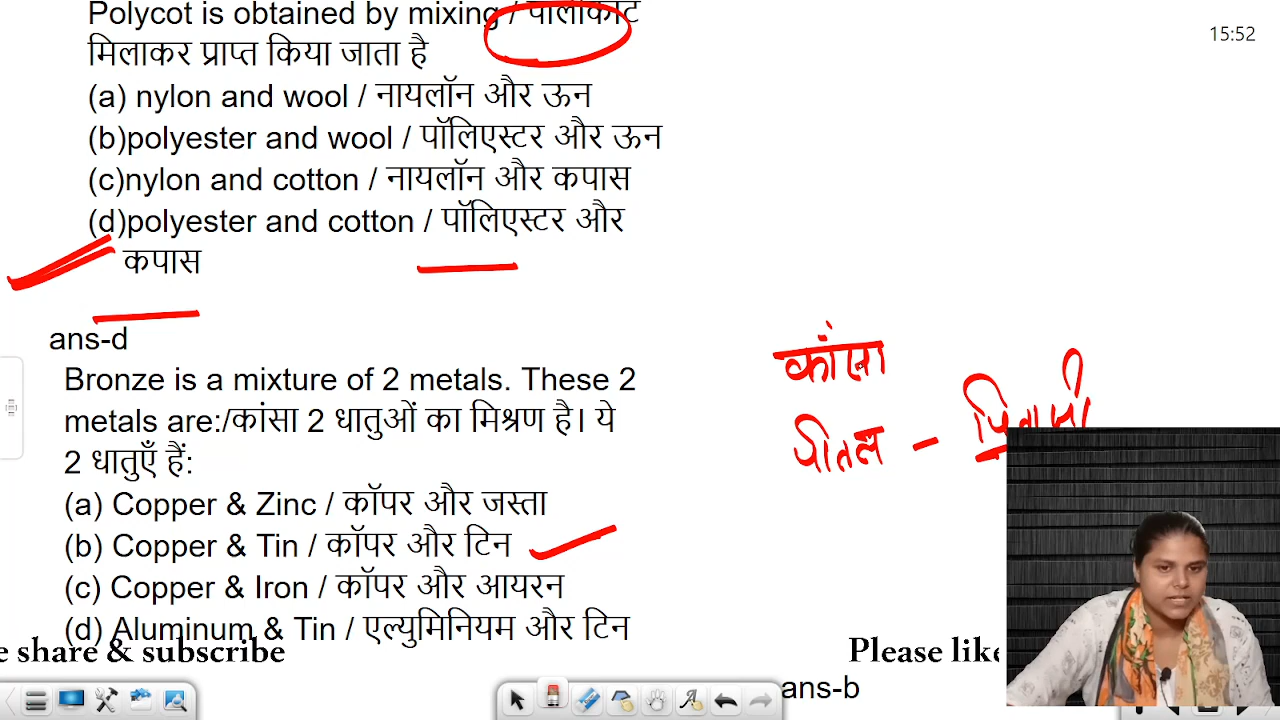 Polycot is obtained by mixing / पॉलीकॉट
मिलाकर प्राप्त किया जाता है
(a) nylon and wool / नायलॉन और ऊन
(b)polyester and wool / पॉलिएस्टर और ऊन
(c)nylon and cotton / नायलॉन और कपास
(d)polyester and cotton / पॉलिएस्टर और
कपास
ans-d
Bronze is a mixture of 2 metals. These 2
metals are:/कांसा 2 धातुओं का मिश्रण है। ये
2 धातुएँ हैं:
(a) Copper & Zinc / कॉपर और जस्ता
(b) Copper & Tin / कॉपर और टिन
(c) Copper & Iron / कॉपर और आयरन
(d) Aluminum & Tin / एल्युमिनियम और टिन
15:52
कांसा
पीतल -
e share & subscribe
Please like
ans-b